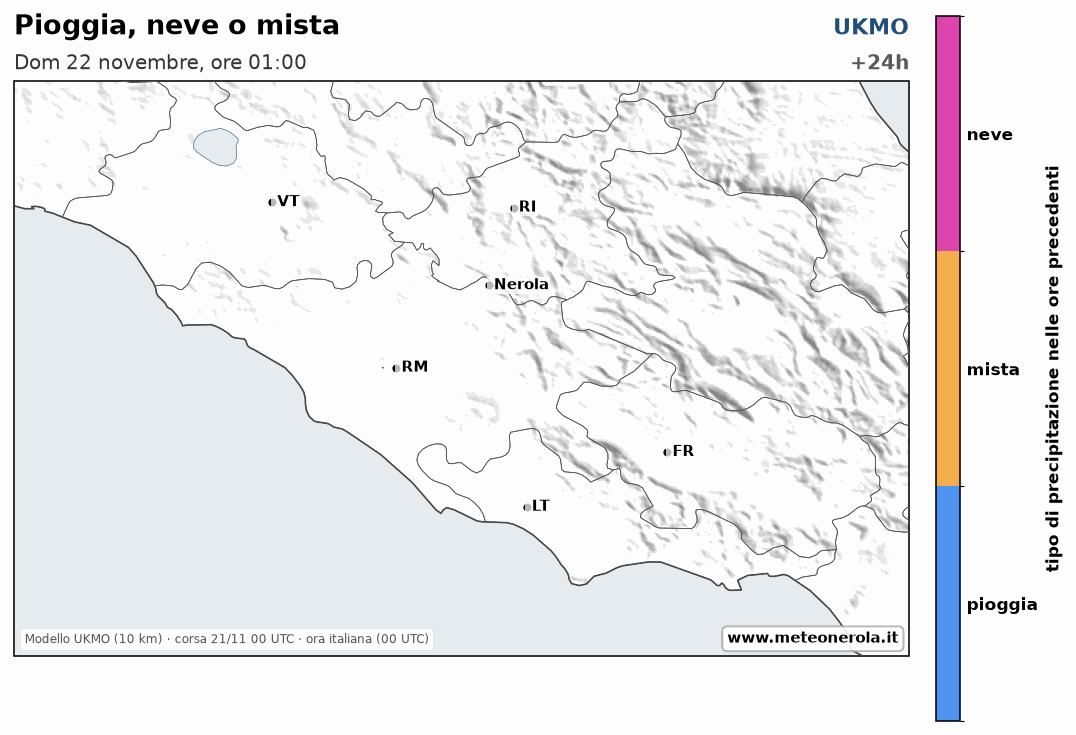 Pioggia, neve o mista
UKMO
Dom 22 novembre, ore 01:00
+24h
neve
mista
pioggia
tipo di precipitazione nelle ore precedenti
VT
RI
Nerola
RM
FR
LT
Modello UKMO (10 km) · corsa 21/11 00 UTC · ora italiana (00 UTC)
www.meteonerola.it